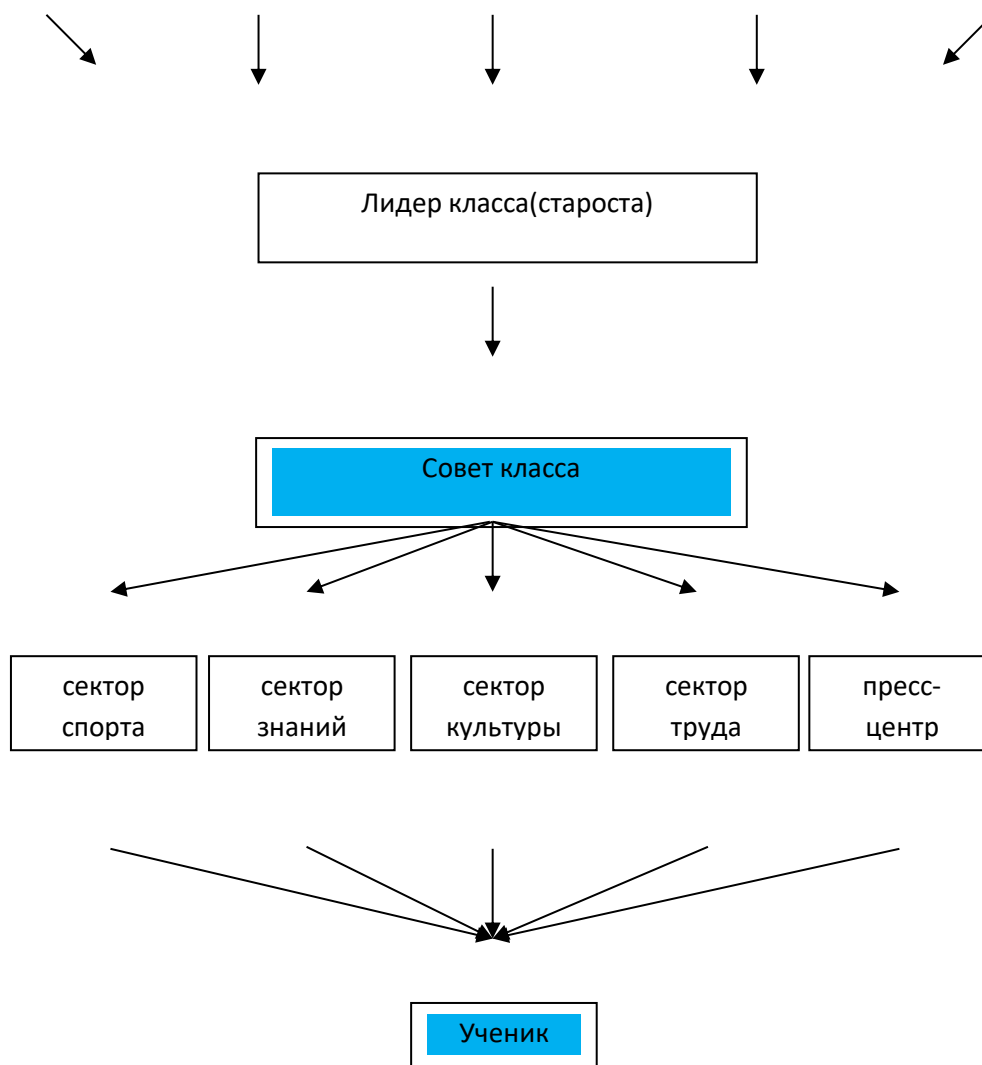 Лидер класса(староста)
Совет класса
сектор
спорта
сектор
знаний
сектор
культуры
сектор
труда
пресс-
центр
Ученик